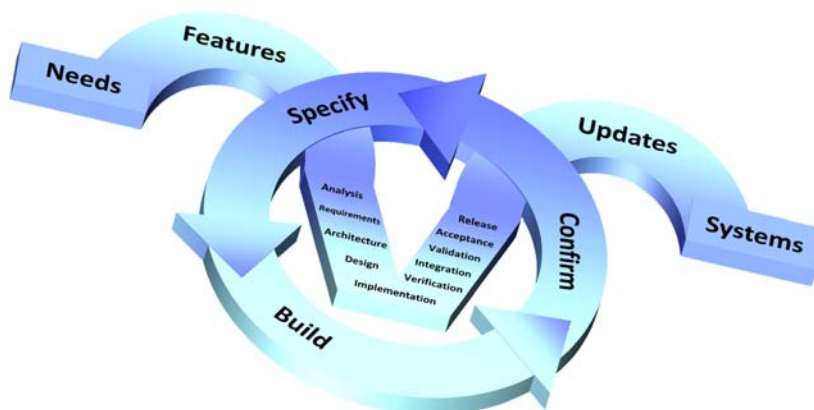 Needs
Features
Specify
Build
Confirm
Updates
Systems
Analysis
Requirements
Architecture
Design
Implementation
Verification
Integration
Validation
Acceptance
Release